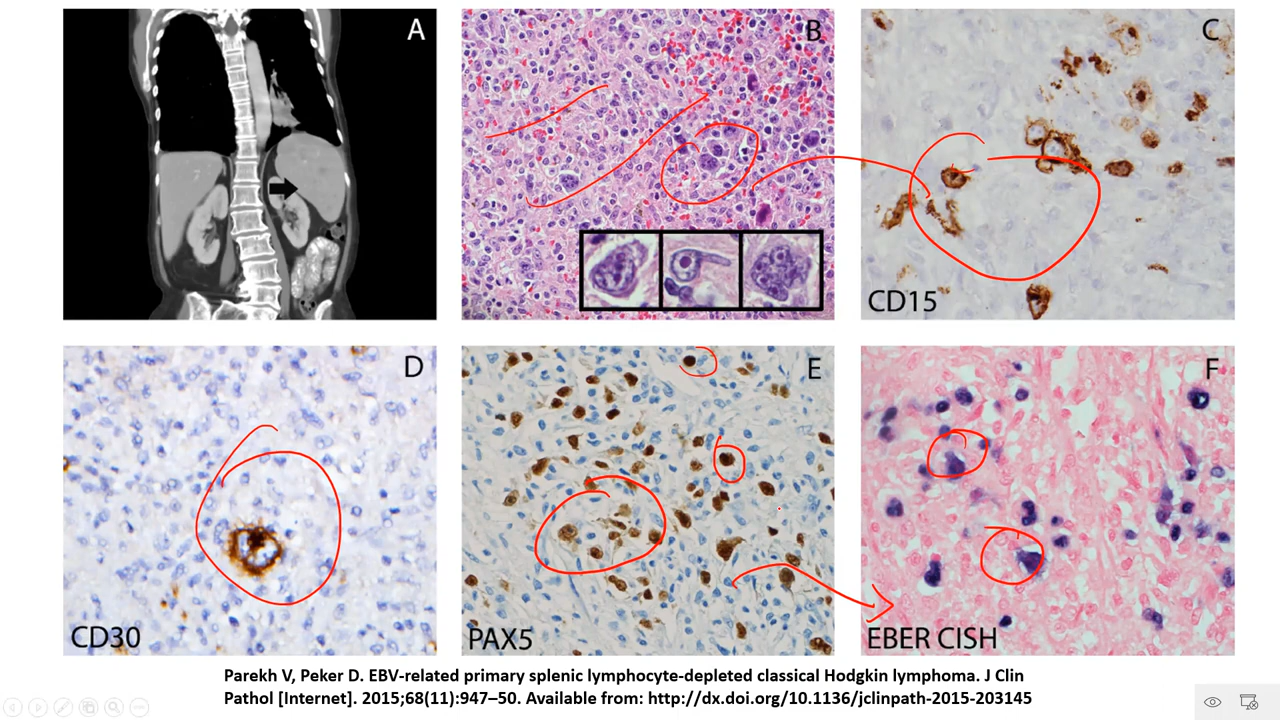 A
B
C
CD15
D
CD30
E
PAX5
F
EBER CISH
Parekh V, Peker D. EBV-related primary splenic lymphocyte-depleted classical Hodgkin lymphoma. J Clin
Pathol [Internet]. 2015;68(11):947–50. Available from: http://dx.doi.org/10.1136/jclinpath-2015-203145